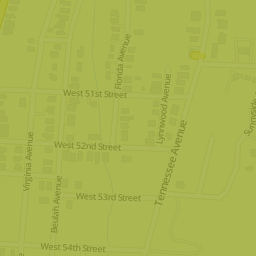 Florida Avenue
West 51st Street
Lynnwood Avenue
Tennessee Avenue
Sunnyside
West 52nd Street
Virginia Avenue
Beulah Avenue
West 53rd Street
West 54th Street